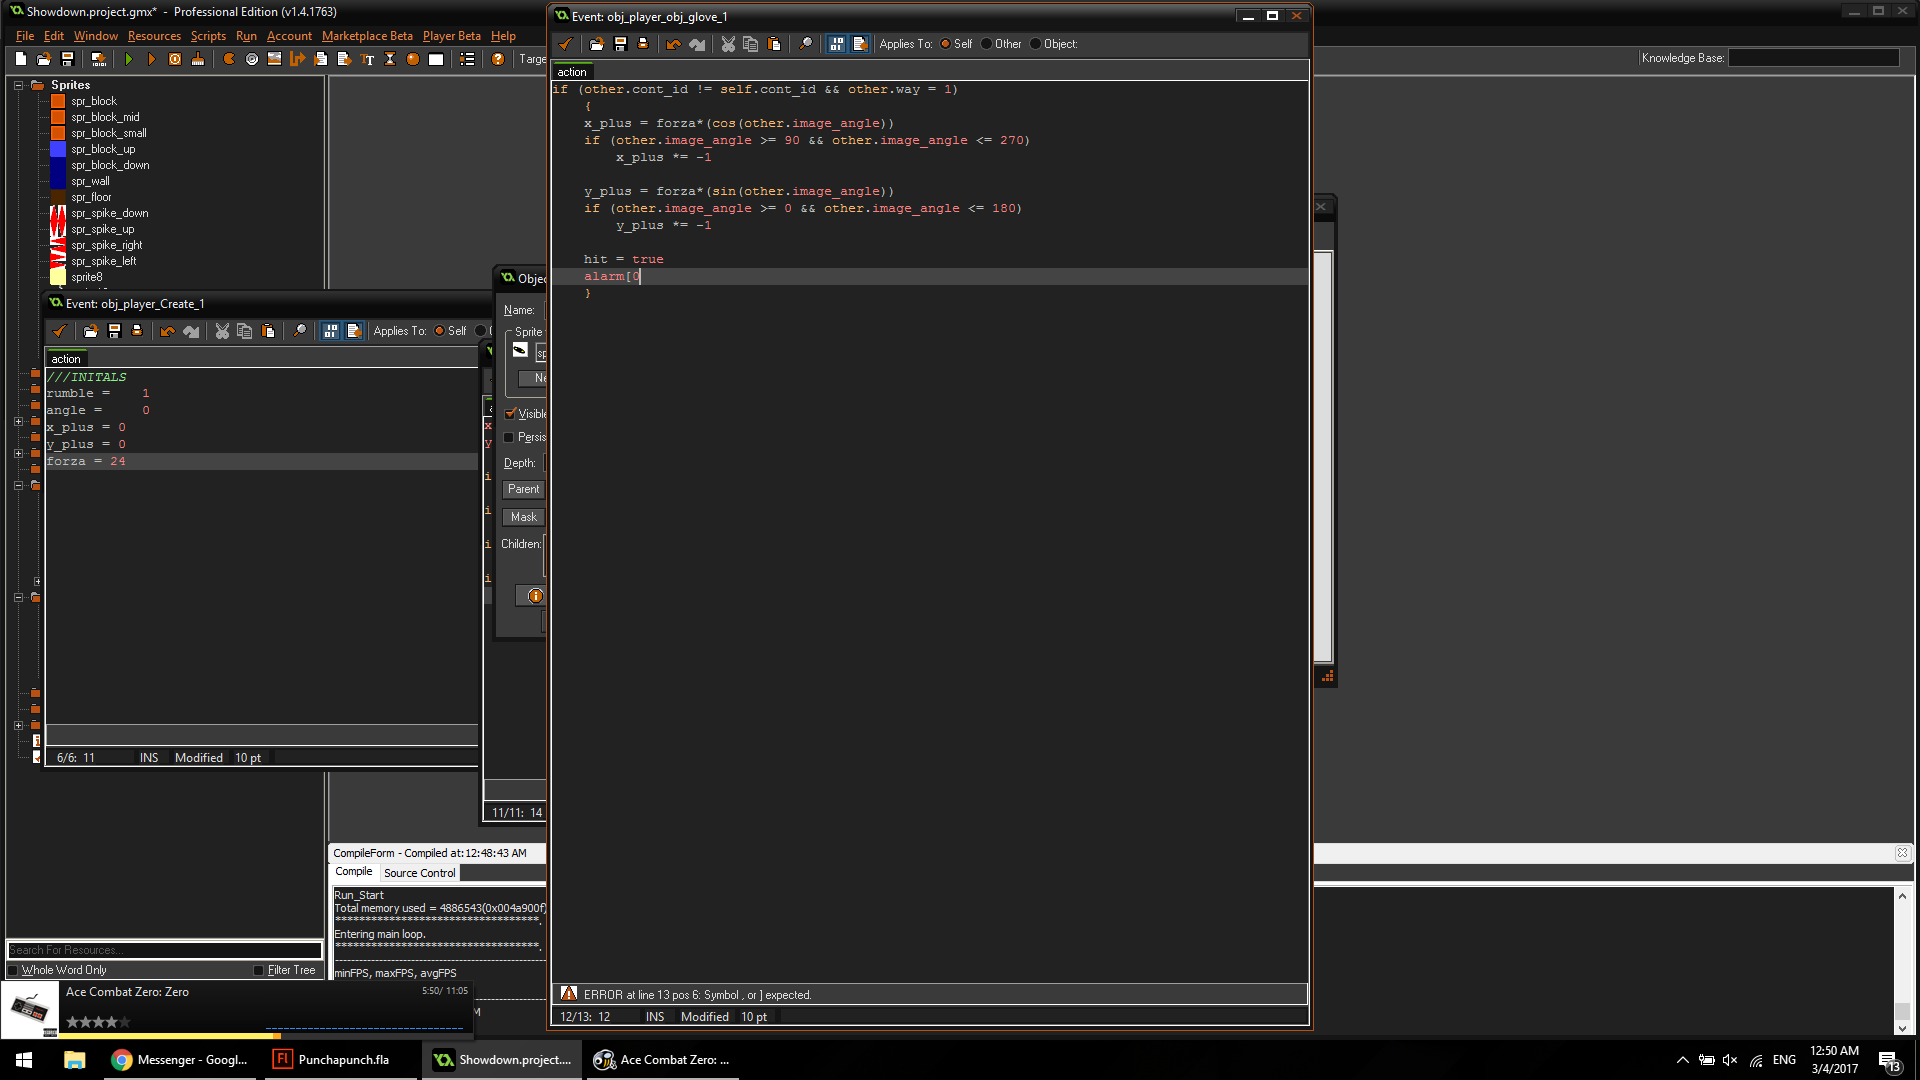 Showdown.project.gmx* - Professional Edition (v1.4.1763)
File Edit Window Resources Scripts Run Account Marketplace Beta Player Beta Help
Targe
Knowledge Base:
Sprites
spr_block
spr_block_mid
spr_block_small
spr_block_up
spr_block_down
spr_wall
spr_floor
spr_spike_down
spr_spike_up
spr_spike_right
spr_spike_left
sprite8
Event: obj_player_Create_1
Applies To: Self
action
///INITALS
rumble = 1
angle = 0
x_plus = 0
y_plus = 0
forza = 24
6/6: 11 INS Modified 10 pt
Objec
Name:
Sprite
sp
Ne
Visible
Persis
Depth:
Parent
Mask
Children:
x
y
i
i
i
i
11/11: 14
Event: obj_player_obj_glove_1
Applies To: Self Other Object:
action
if (other.cont_id != self.cont_id && other.way = 1)
{
x_plus = forza*(cos(other.image_angle))
if (other.image_angle >= 90 && other.image_angle <= 270)
x_plus *= -1
y_plus = forza*(sin(other.image_angle))
if (other.image_angle >= 0 && other.image_angle <= 180)
y_plus *= -1
hit = true
alarm[0
}
ERROR at line 13 pos 6: Symbol , or ] expected.
12/13: 12 INS Modified 10 pt
CompileForm - Compiled at:12:48:43 AM
Compile Source Control
Run_Start
Total memory used = 4886543(0x004a900f)
***********************************.
Entering main loop.
***********************************.
minFPS, maxFPS, avgFPS
M
Search For Resources...
Whole Word Only Filter Tree
Ace Combat Zero: Zero 5:50/ 11:05
Messenger - Googl...
Punchapunch.fla
Showdown.project....
Ace Combat Zero: ...
ENG
12:50 AM
3/4/2017
13